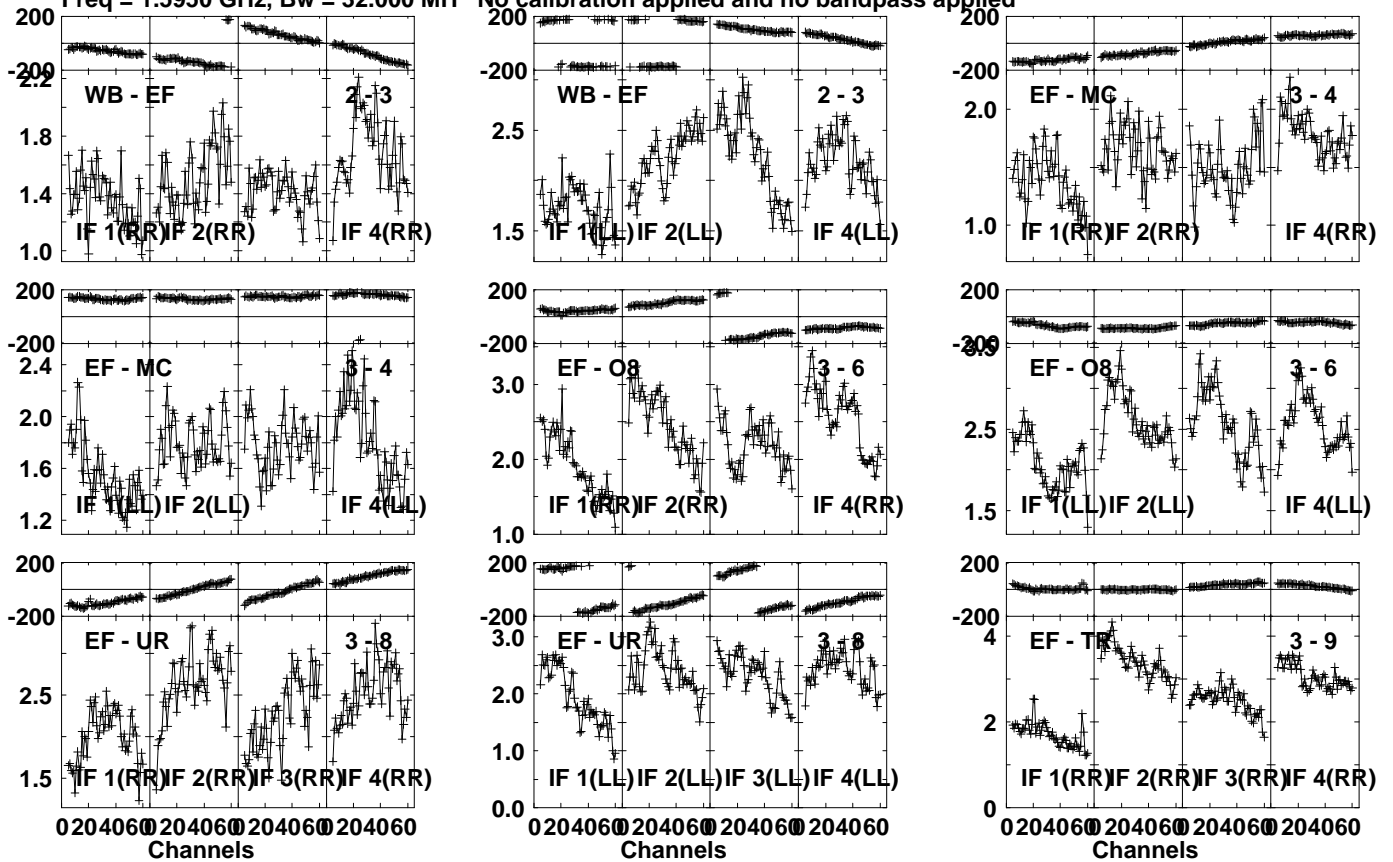 Freq = 1.5950 GHz, Bw = 32.000 MH No calibration applied and no bandpass applied
200
-200
2.2
1.8
1.4
1.0
WB - EF
2 - 3
IF 1(RR)
IF 2(RR)
IF 4(RR)
200
-200
2.5
1.5
WB - EF
2 - 3
IF 1(LL)
IF 2(LL)
IF 4(LL)
200
-200
2.0
1.0
EF - MC
3 - 4
IF 1(RR)
IF 2(RR)
IF 4(RR)
200
-200
2.4
2.0
1.6
1.2
EF - MC
3 - 4
IF 1(LL)
IF 2(LL)
IF 4(LL)
200
-200
3.0
2.0
1.0
EF - O8
3 - 6
IF 1(RR)
IF 2(RR)
IF 4(RR)
200
-200
3.5
2.5
1.5
EF - O8
3 - 6
IF 1(LL)
IF 2(LL)
IF 4(LL)
200
-200
2.5
1.5
EF - UR
3 - 8
IF 1(RR)
IF 2(RR)
IF 3(RR)
IF 4(RR)
0 20 40 60 0 20 40 60 0 20 40 60 0 20 40 60
Channels
200
-200
3.0
2.0
1.0
0.0
EF - UR
3 - 8
IF 1(LL)
IF 2(LL)
IF 3(LL)
IF 4(LL)
0 20 40 60 0 20 40 60 0 20 40 60 0 20 40 60
Channels
200
-200
4
2
0
EF - TR
3 - 9
IF 1(RR)
IF 2(RR)
IF 3(RR)
IF 4(RR)
0 20 40 60 0 20 40 60 0 20 40 60 0 20 40 60
Channels